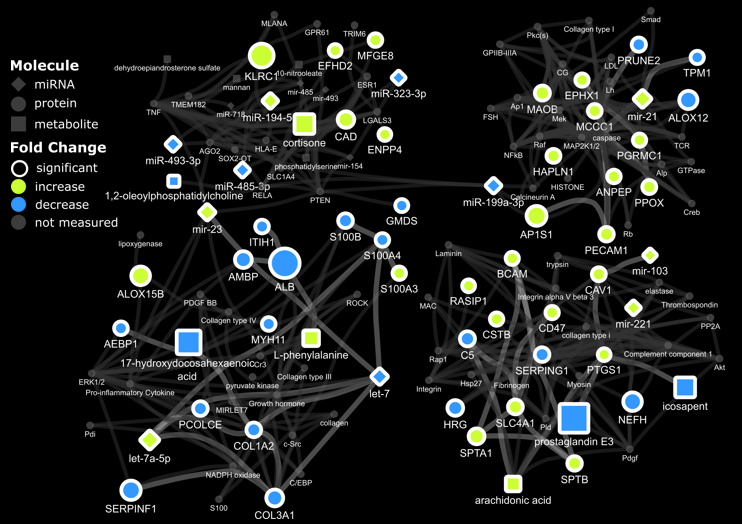 Molecule
miRNA
protein
metabolite
Fold Change
significant
increase
decrease
not measured
MLANA
GPR61
TRIM6
MFGE8
EFHD2
KLRC1
dehydroepiandrosterone sulfate
10-nitrooleate
mannan
miR-485
ESR1
miR-323-3p
miR-493
TNF
TMEM182
miR-194-5p
miR-718
cortisone
CAD
LGALS3
ENPP4
AGO2
HLA-E
miR-493-3p
SOX2-OT
phosphatidylserine
mir-154
miR-485-3p
SLC1A4
1,2-oleoylphosphatidylcholine
RELA
PTEN
Smad
Pkc(s)
Collagen type I
GPIIB-IIIA
PRUNE2
LDL
TPM1
CG
EPHX1
Lh
MAOB
Ap1
mir-21
ALOX12
FSH
MCCC1
Mek
caspase
Raf
MAP2K1/2
TCR
NFkB
PGRMC1
HAPLN1
Alp
GTPase
HISTONE
ANPEP
miR-199a-3p
Calcineurin A
PPOX
Creb
AP1S1
Rb
PECAM1
mir-23
GMDS
S100B
ITIH1
S100A4
lipoxygenase
AMBP
ALB
S100A3
ALOX15B
PDGF BB
ROCK
Collagen type IV
AEBP1
MYH11
L-phenylalanine
17-hydroxydocosahexaenoic
acid
Cr3
ERK1/2
Collagen type III
let-7
Pro-inflammatory Cytokine
pyruvate kinase
Growth hormone
MIRLET7
PCOLCE
collagen
Pdi
let-7a-5p
COL1A2
c-Src
NADPH oxidase
C/EBP
SERPINF1
S100
COL3A1
Laminin
BCAM
trypsin
mir-103
CAV1
RASIP1
elastase
Integrin alpha V beta 3
MAC
Thrombospondin
CD47
mir-221
CSTB
PP2A
collagen type i
C5
Rap1
SERPING1
PTGS1
Complement component 1
Akt
Integrin
Hsp27
Fibrinogen
Myosin
icosapent
HRG
SLC4A1
NEFH
Pld
prostaglandin E3
SPTA1
Pdgf
SPTB
arachidonic acid